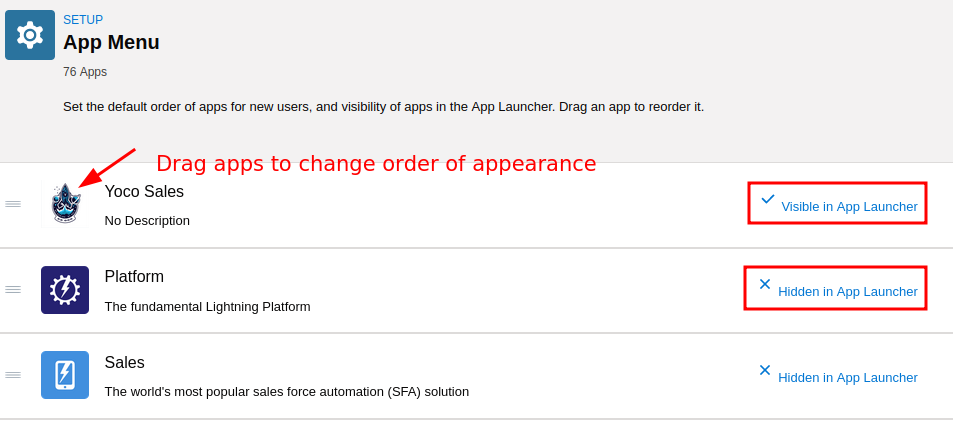 SETUP
App Menu
76 Apps
Set the default order of apps for new users, and visibility of apps in the App Launcher. Drag an app to reorder it.
Drag apps to change order of appearance
Yoco Sales
No Description
Visible in App Launcher
Platform
The fundamental Lightning Platform
Hidden in App Launcher
Sales
The world's most popular sales force automation (SFA) solution
Hidden in App Launcher